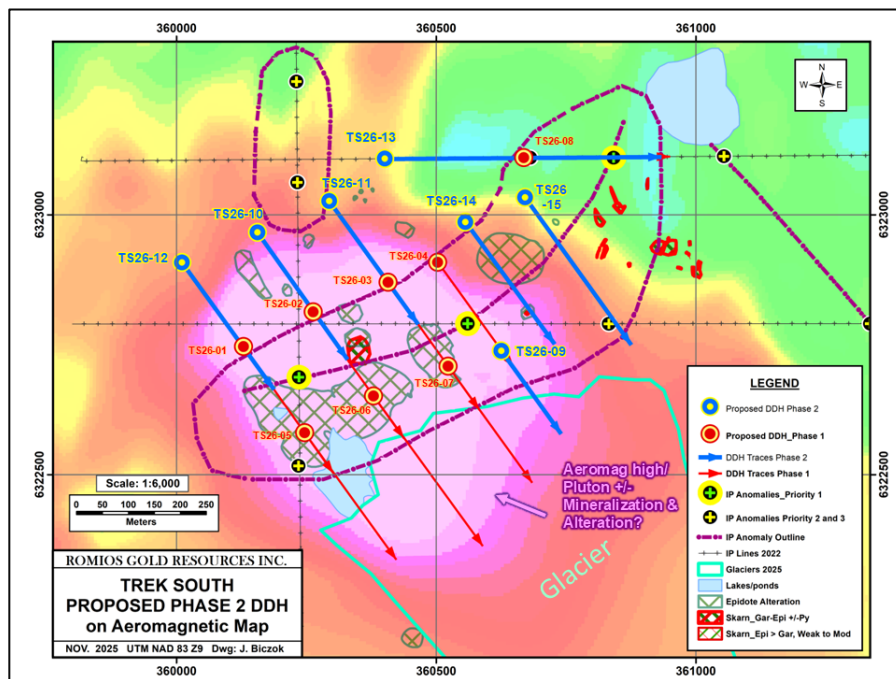 360000
360500
361000
N
W E
S
TS26-13
TS26-08
TS26-11
TS26-14
TS26
-15
TS26-10
6323000
6323000
TS26-12
TS26-04
TS26-03
TS26-02
TS26-01
TS26-09
TS26-07
TS26-06
TS26-05
6322500
6322500
Aeromag high/
Pluton +/-
Mineralization &
Alteration?
Glacier
Scale: 1:6,000
0 50 100 150 200 250
Meters
ROMIOS GOLD RESOURCES INC.
TREK SOUTH
PROPOSED PHASE 2 DDH
on Aeromagnetic Map
NOV. 2025 UTM NAD 83 Z9 Dwg: J. Biczok
LEGEND
Proposed DDH Phase 2
Proposed DDH_Phase 1
DDH Traces Phase 2
DDH Traces Phase 1
IP Anomalies_Priority 1
IP Anomalies Priority 2 and 3
IP Anomaly Outline
IP Lines 2022
Glaciers 2025
Lakes/ponds
Epidote Alteration
Skarn_Gar-Epi +/-Py
Skarn_Epi > Gar, Weak to Mod
360000
360500
361000